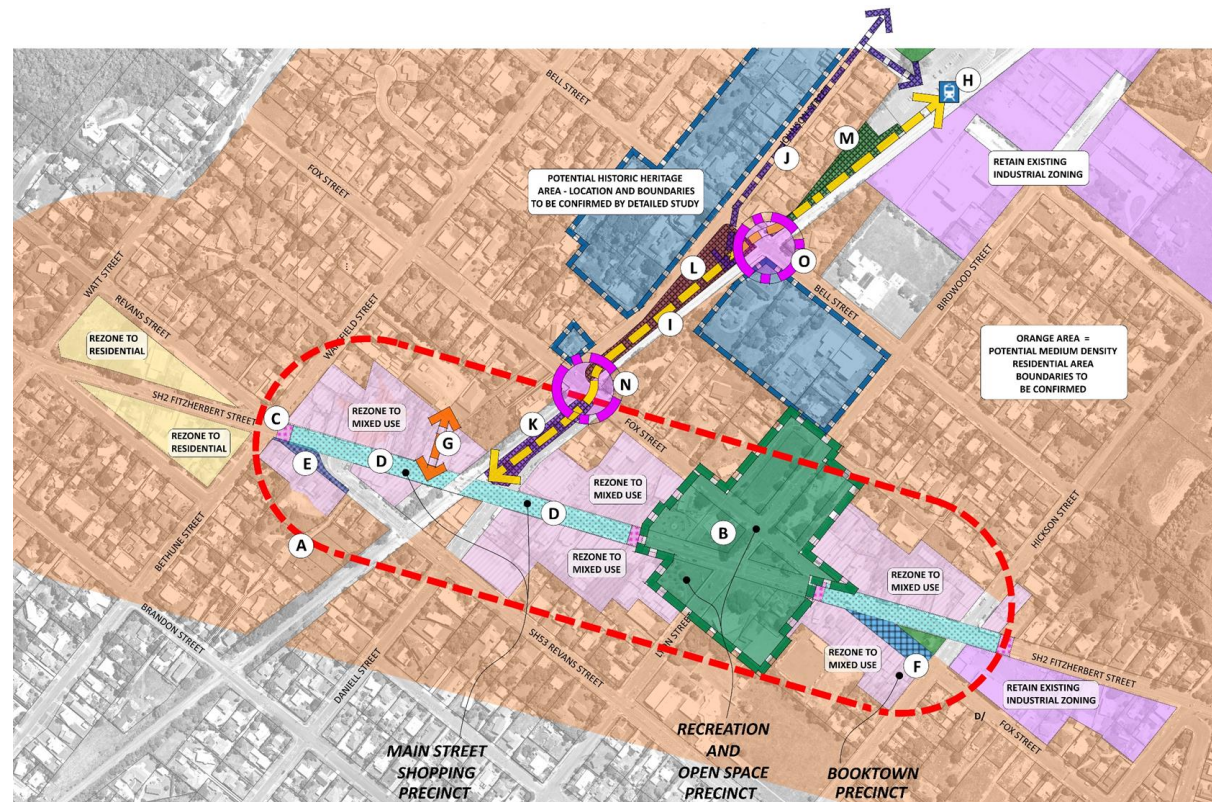 BELL STREET
H
M
FOX STREET
J
RETAIN EXISTING
INDUSTRIAL ZONING
POTENTIAL HISTORIC HERITAGE
AREA - LOCATION AND BOUNDARIES
TO BE CONFIRMED BY DETAILED STUDY
WATT STREET
L
O
BELL STREET
BIRDWOOD STREET
REVANS STREET
I
REZONE TO
RESIDENTIAL
ORANGE AREA =
POTENTIAL MEDIUM DENSITY
RESIDENTIAL AREA
BOUNDARIES TO
BE CONFIRMED
N
SH2 FITZHERBERT STREET
C
REZONE TO
MIXED USE
K
FOX STREET
REZONE TO
RESIDENTIAL
G
E
D
D
REZONE TO
MIXED USE
HICKSON STREET
B
A
BETHUNE STREET
REZONE TO
MIXED USE
REZONE TO
MIXED USE
BRANDON STREET
SH53 REVANS STREET
DANIELL STREET
REZONE TO
MIXED USE
F
SH2 FITZHERBERT STREET
RETAIN EXISTING
INDUSTRIAL ZONING
D/
FOX STREET
MAIN STREET
SHOPPING
PRECINCT
RECREATION
AND
OPEN SPACE
PRECINCT
BOOKTOWN
PRECINCT